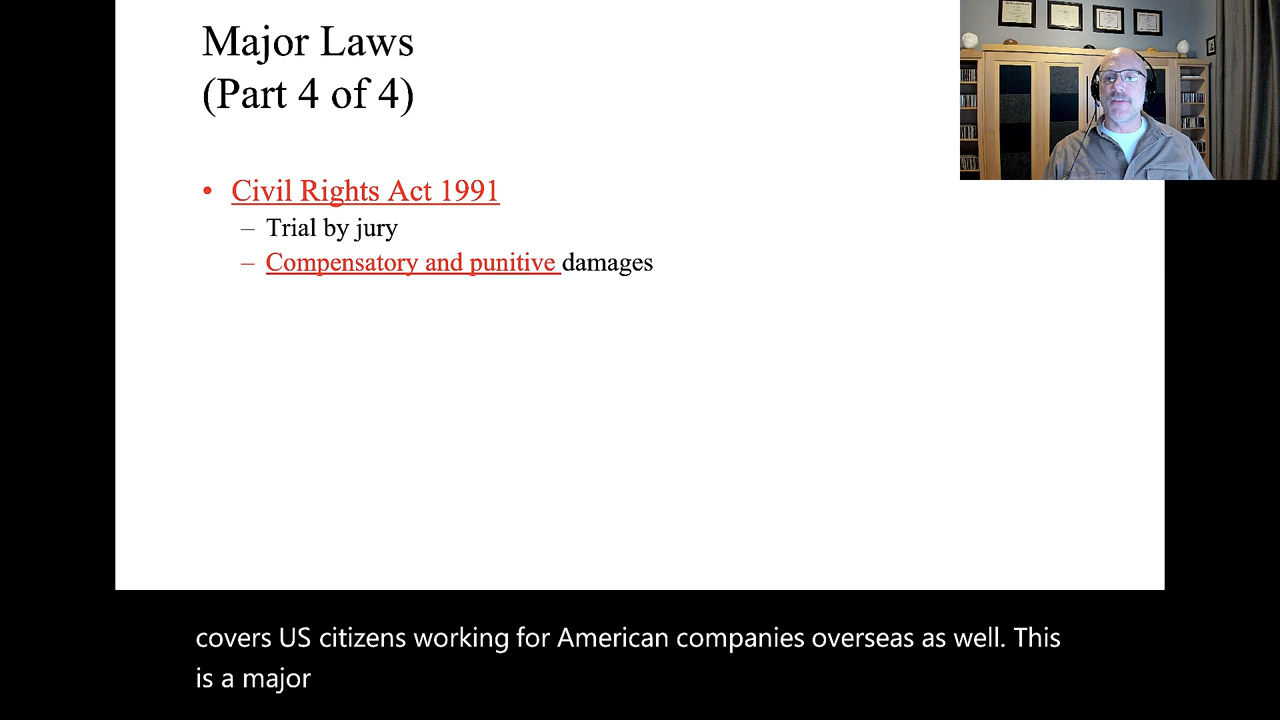 Major Laws
(Part 4 of 4)
• Civil Rights Act 1991
– Trial by jury
– Compensatory and punitive damages
covers US citizens working for American companies overseas as well. This
is a major